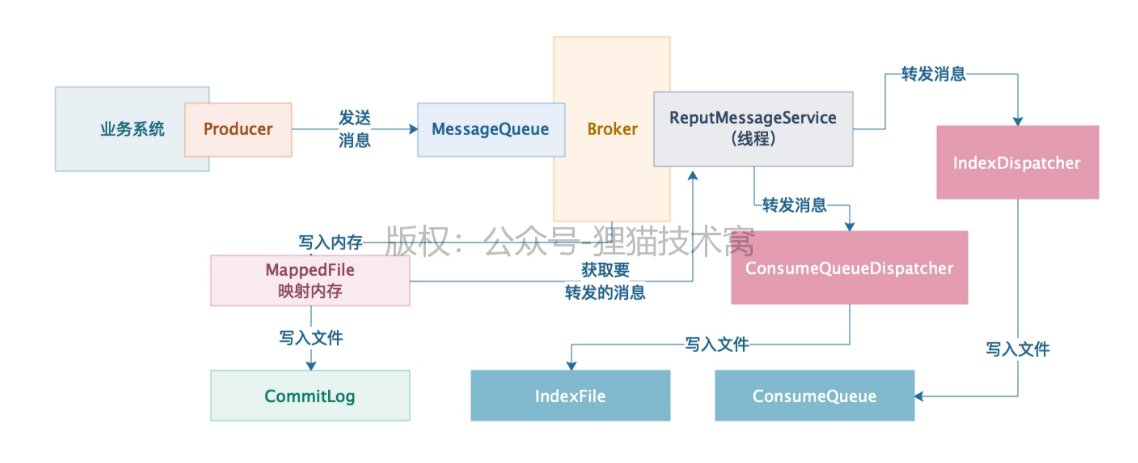 转发消息
业务系统
Producer
发送
消息
MessageQueue
Broker
ReputMessageService
（线程）
IndexDispatcher
转发消息
版权：公众号-狸猫技术窝
写入内存
MappedFile
映射内存
获取要
转发的消息
ConsumeQueueDispatcher
写入文件
写入文件
写入文件
CommitLog
IndexFile
ConsumeQueue